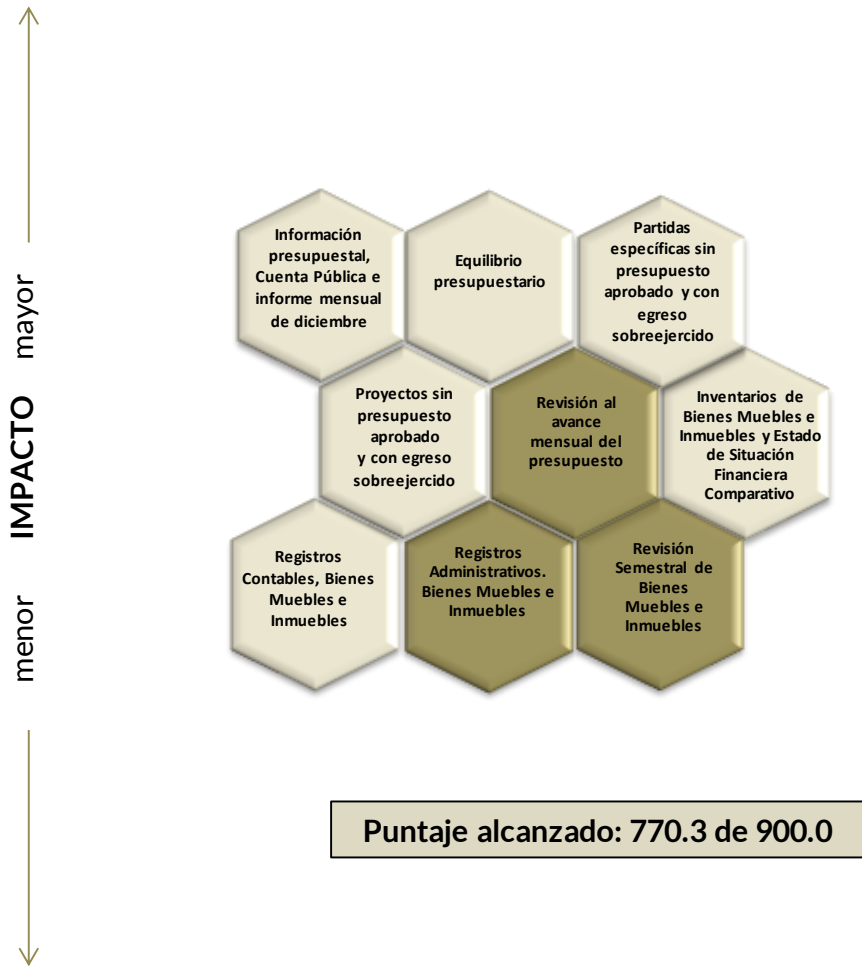 mayor
IMPACTO
menor
Información
presupuestal,
Cuenta Pública e
informe mensual
de diciembre
Equilibrio
presupuestario
Partidas
específicas sin
presupuesto
aprobado y con
egreso
sobreejercido
Proyectos sin
presupuesto
aprobado
y con egreso
sobreejercido
Revisión al
avance
mensual del
presupuesto
Inventarios de
Bienes Muebles e
Inmuebles y Estado
de Situación
Financiera
Comparativo
Registros
Contables, Bienes
Muebles e
Inmuebles
Registros
Administrativos.
Bienes Muebles e
Inmuebles
Revisión
Semestral de
Bienes
Muebles e
Inmuebles
Puntaje alcanzado: 770.3 de 900.0